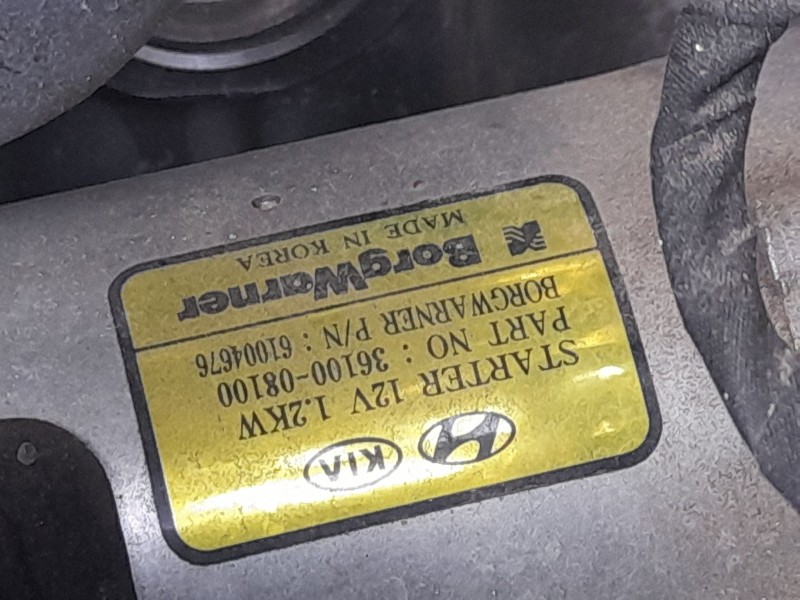 KIA
STARTER 12V 1.2KW
PART NO : 36100-08100
BORGWARNER P/N : 61004676
BorgWarner
MADE IN KOREA